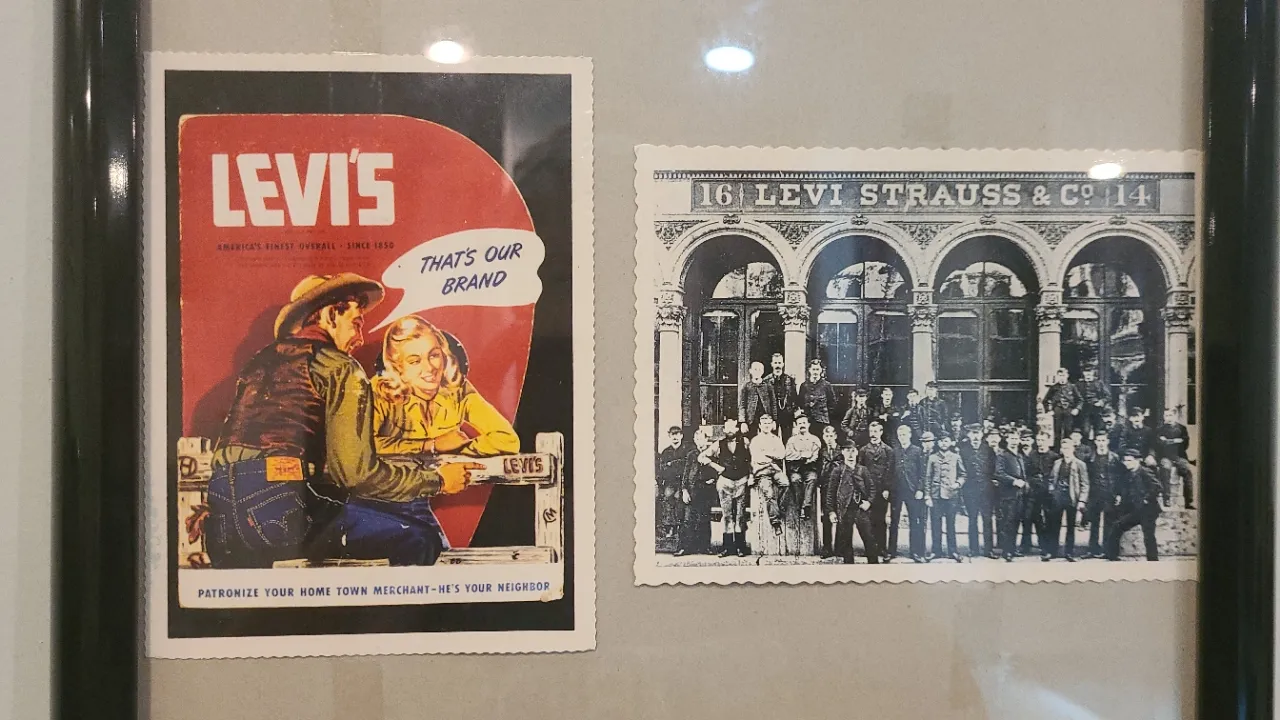 LEVI'S
AMERICA'S FINEST OVERALL - SINCE 1850
THAT'S OUR
BRAND
LEVI'S
PATRONIZE YOUR HOME TOWN MERCHANT-HE'S YOUR NEIGHBOR
16 LEVI STRAUSS & Cº 14